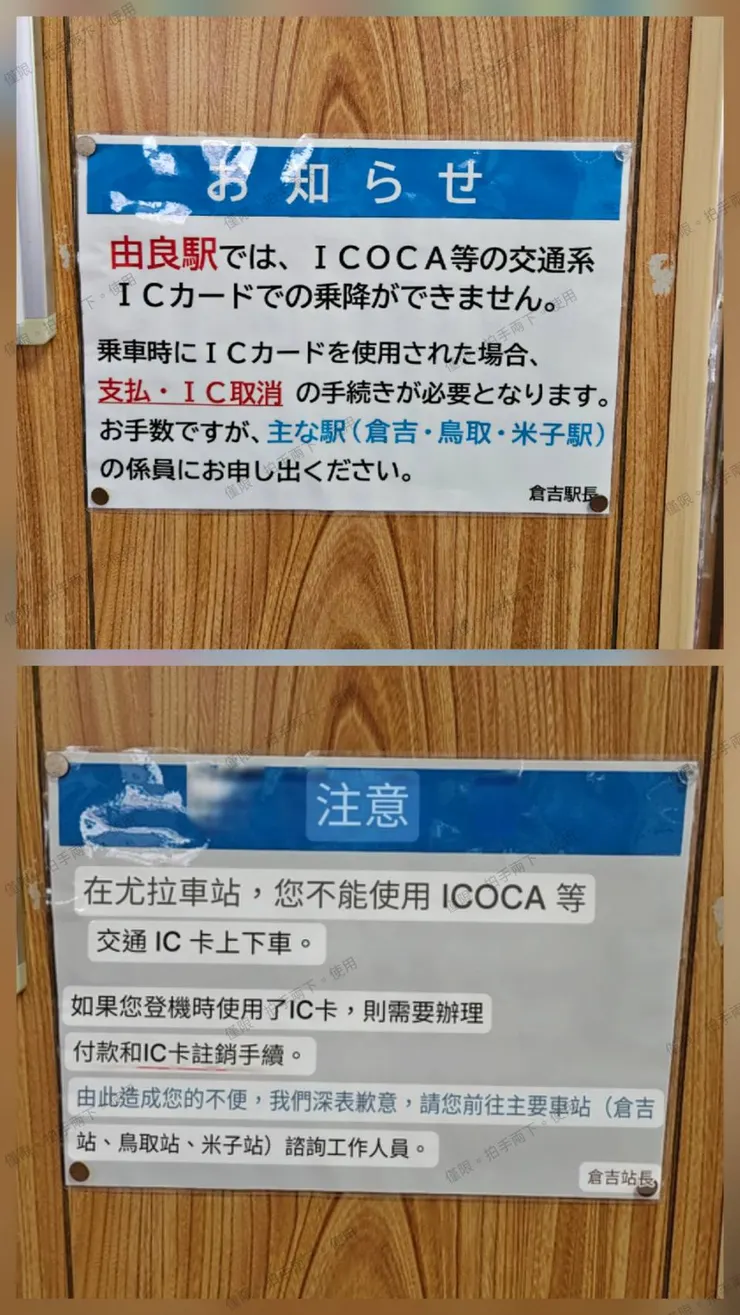 お知らせ
由良駅では、ICOCA等の交通系
ICカードでの乗降ができません。
乗車時にICカードを使用された場合、
支払・IC取消 の手続きが必要となります。
お手数ですが、主な駅（倉吉・鳥取・米子駅）
の係員にお申し出ください。
倉吉駅長
注意
在尤拉車站，您不能使用 ICOCA 等
交通 IC 卡上下車。
如果您登機時使用了IC卡，則需要辦理
付款和IC卡註銷手續。
由此造成您的不便，我們深表歉意，請您前往主要車站（倉吉
站、鳥取站、米子站）諮詢工作人員。
倉吉站長
僅限。拍手兩下。使用